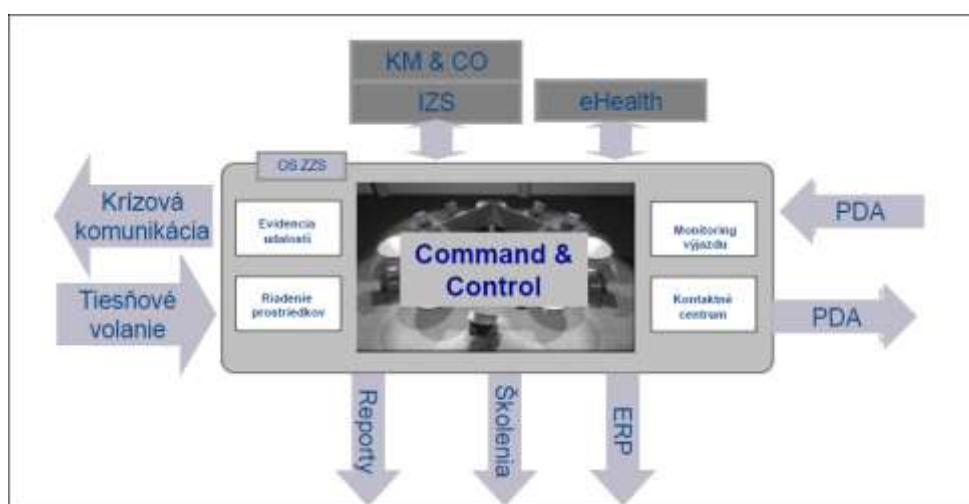 KM & CO
IZS
eHealth
OS ZZS
Krízová
komunikácia
Evidencia
udalostí
Command &
Control
Monitoring
výjazdu
PDA
Tiesňové
volanie
Riadenie
prostriedkov
Kontaktné
centrum
PDA
Reporty
Školenia
ERP